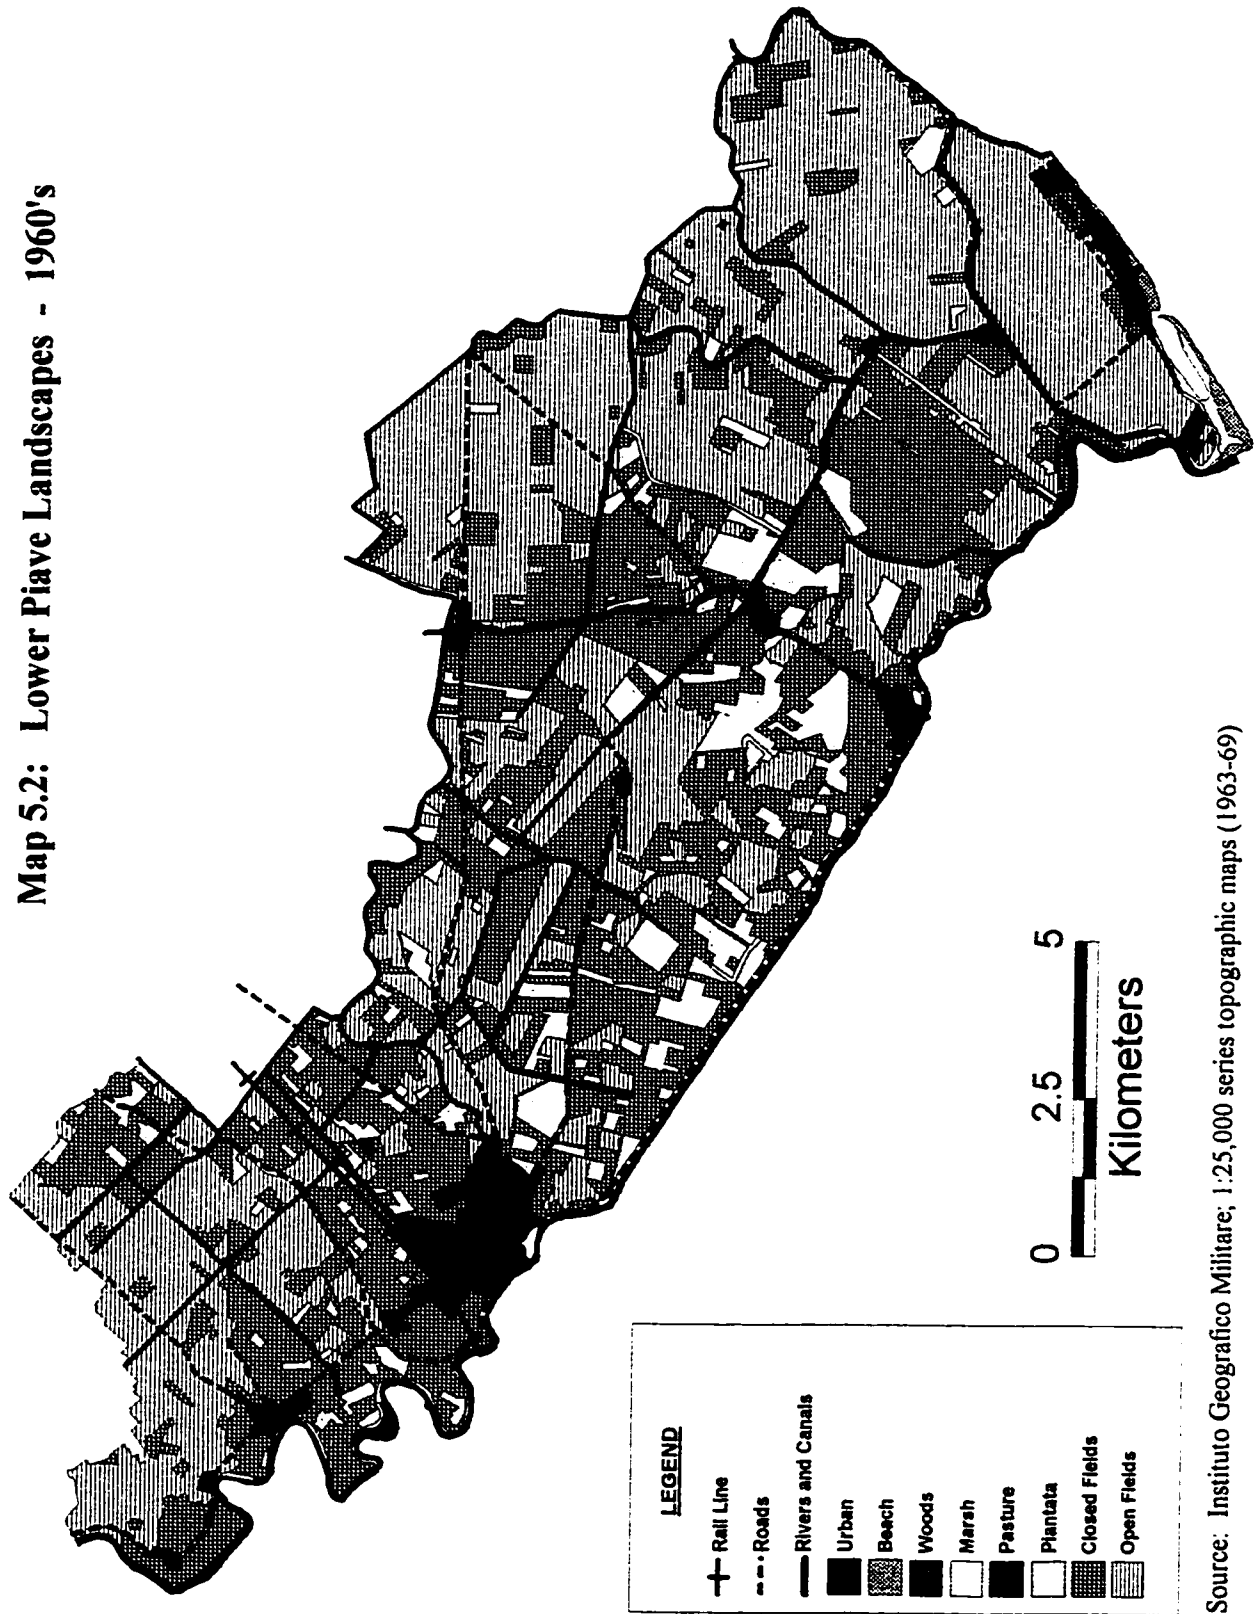 Map 5.2: Lower Piave Landscapes - 1960's
0 2.5 5
Kilometers
LEGEND
Rail Line
Roads
Rivers and Canals
Urban
Beach
Woods
Marsh
Pasture
Piantata
Closed Fields
Open Fields
Source: Instituto Geografico Militare; 1:25,000 series topographic maps (1963-69)